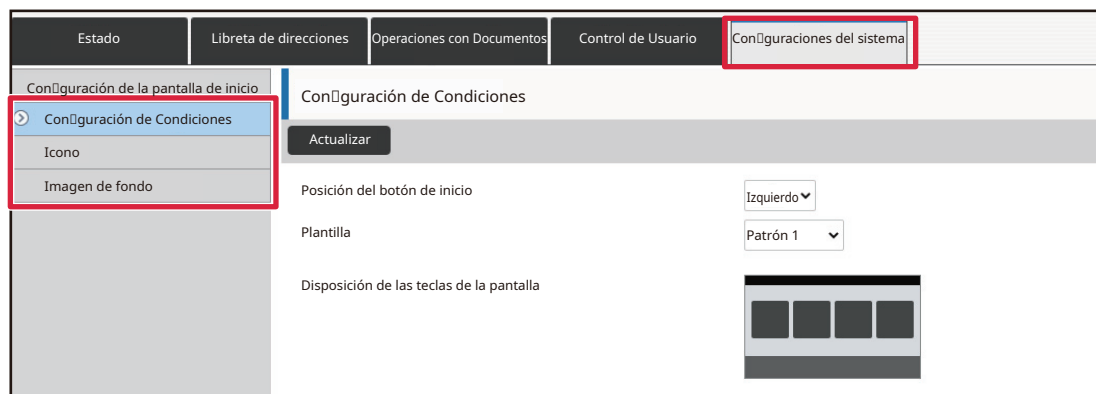 Estado
Libreta de direcciones
Operaciones con Documentos
Control de Usuario
Con▯guraciones del sistema
Con▯guración de la pantalla de inicio
Con▯guración de Condiciones
Icono
Imagen de fondo
Con▯guración de Condiciones
Actualizar
Posición del botón de inicio
Izquierdo
Plantilla
Patrón 1
Disposición de las teclas de la pantalla